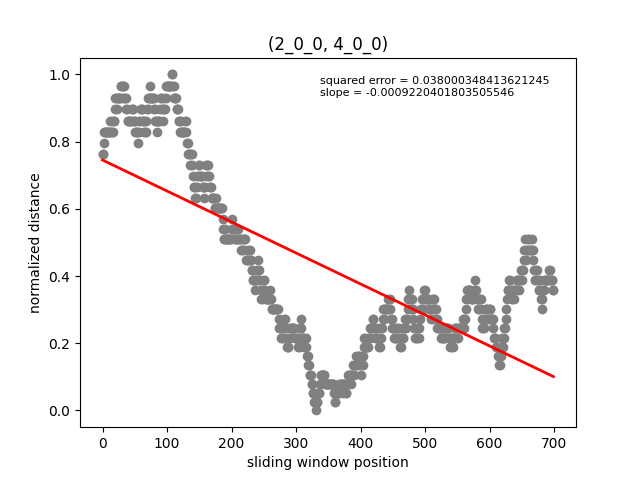 (2_0_0, 4_0_0)
squared error = 0.038000348413621245
slope = -0.0009220401803505546
normalized distance
1.0
0.8
0.6
0.4
0.2
0.0
0 100 200 300 400 500 600 700
sliding window position